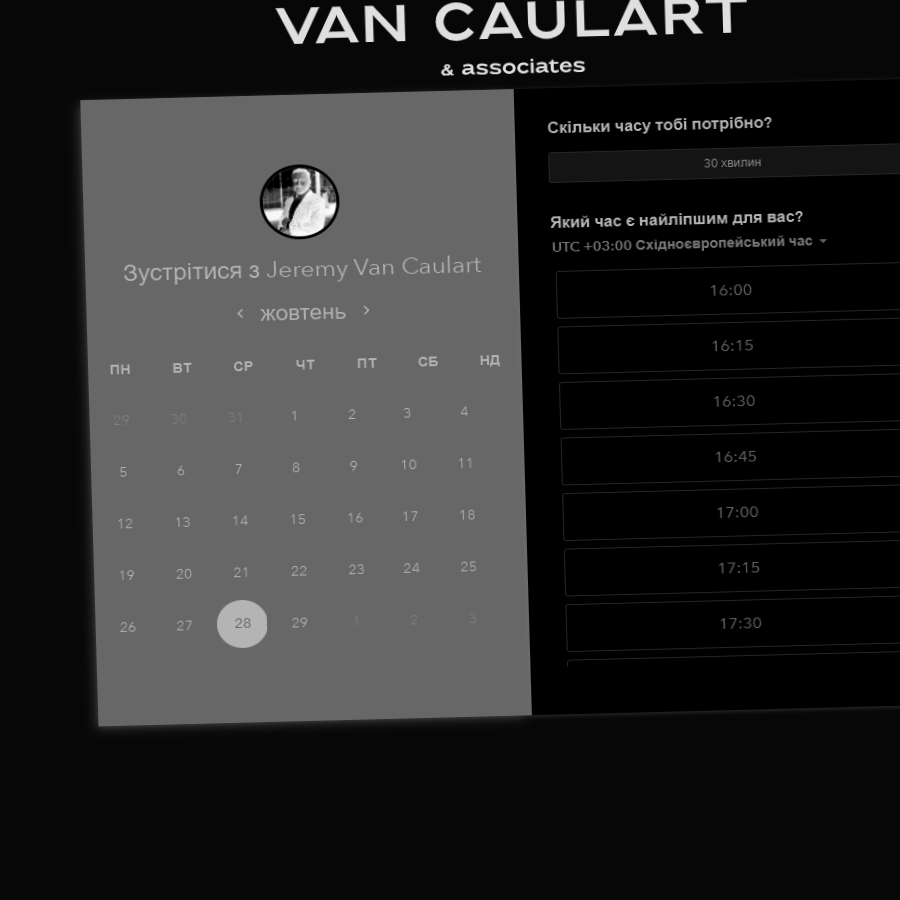 VAN CAULART
& associates
Зустрітися з Jeremy Van Caulart
жовтень
ПН ВТ СР ЧТ ПТ СБ НД
29 30 31 1 2 3 4
5 6 7 8 9 10 11
12 13 14 15 16 17 18
19 20 21 22 23 24 25
26 27 28 29 1 2 3
Скільки часу тобі потрібно?
30 хвилин
Який час є найліпшим для вас?
UTC +03:00 Східноєвропейський час
16:00
16:15
16:30
16:45
17:00
17:15
17:30